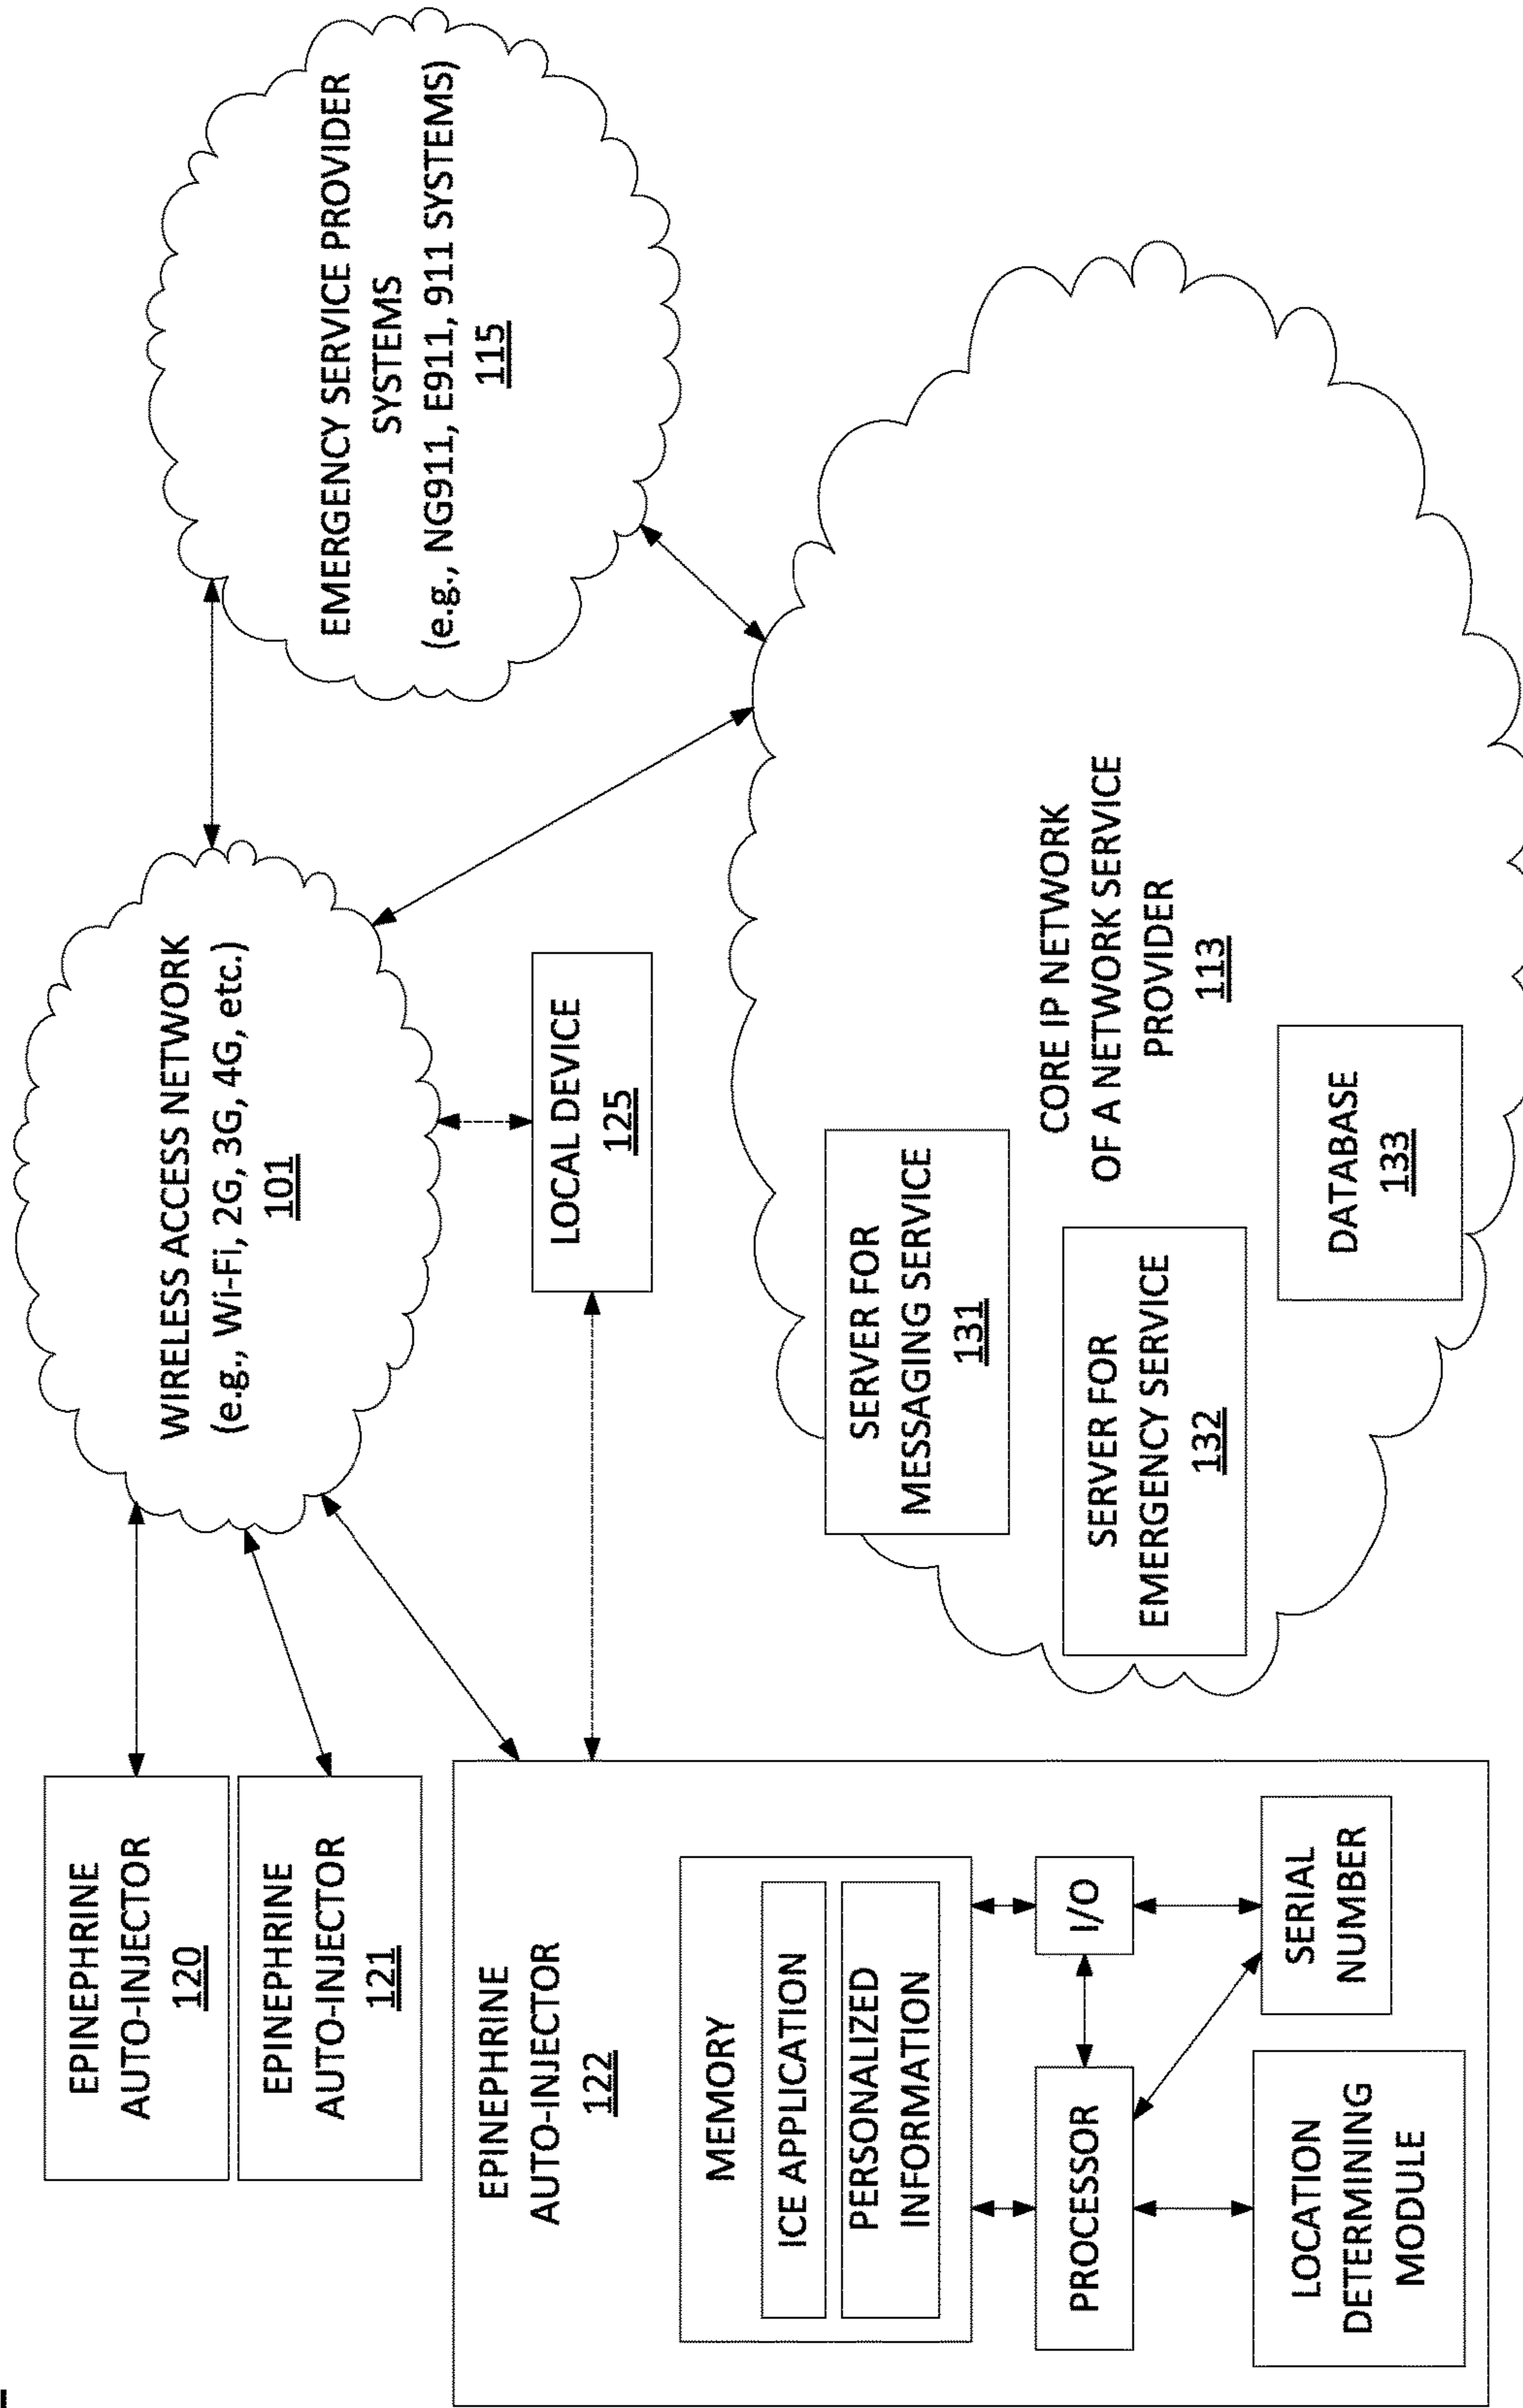 EPINEPHRINE
AUTO-INJECTOR
120
EPINEPHRINE
AUTO-INJECTOR
121
EPINEPHRINE
AUTO-INJECTOR
122
MEMORY
ICE APPLICATION
PERSONALIZED
INFORMATION
PROCESSOR
I/O
LOCATION
DETERMINING
MODULE
SERIAL
NUMBER
WIRELESS ACCESS NETWORK
(e.g., Wi-Fi, 2G, 3G, 4G, etc.)
101
LOCAL DEVICE
125
EMERGENCY SERVICE PROVIDER
SYSTEMS
(e.g., NG911, E911, 911 SYSTEMS)
115
SERVER FOR
MESSAGING SERVICE
131
SERVER FOR
EMERGENCY SERVICE
132
CORE IP NETWORK
OF A NETWORK SERVICE
PROVIDER
113
DATABASE
133